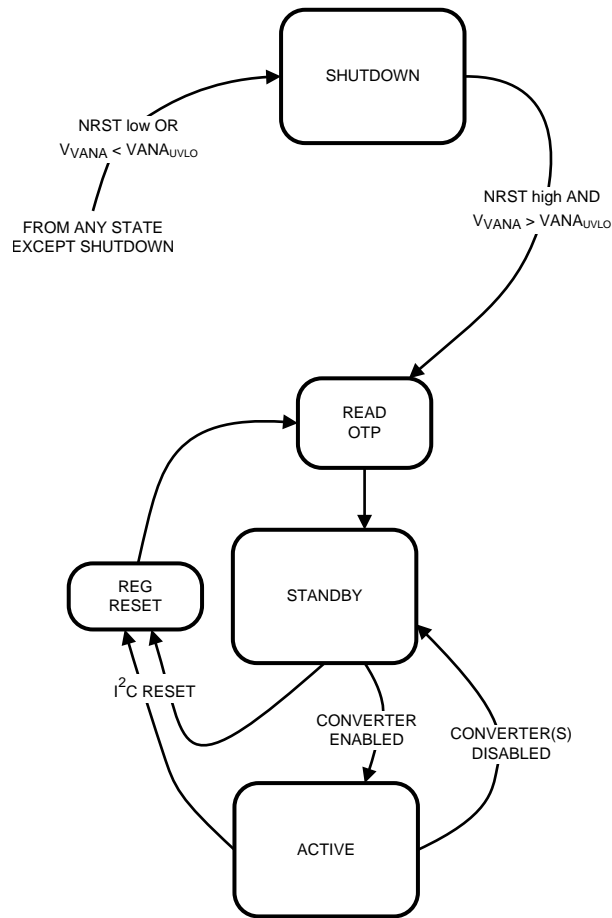 SHUTDOWN
NRST low OR
VVANA < VANAUVLO
FROM ANY STATE
EXCEPT SHUTDOWN
NRST high AND
VVANA > VANAUVLO
READ
OTP
REG
RESET
STANDBY
I2C RESET
CONVERTER
ENABLED
CONVERTER(S)
DISABLED
ACTIVE